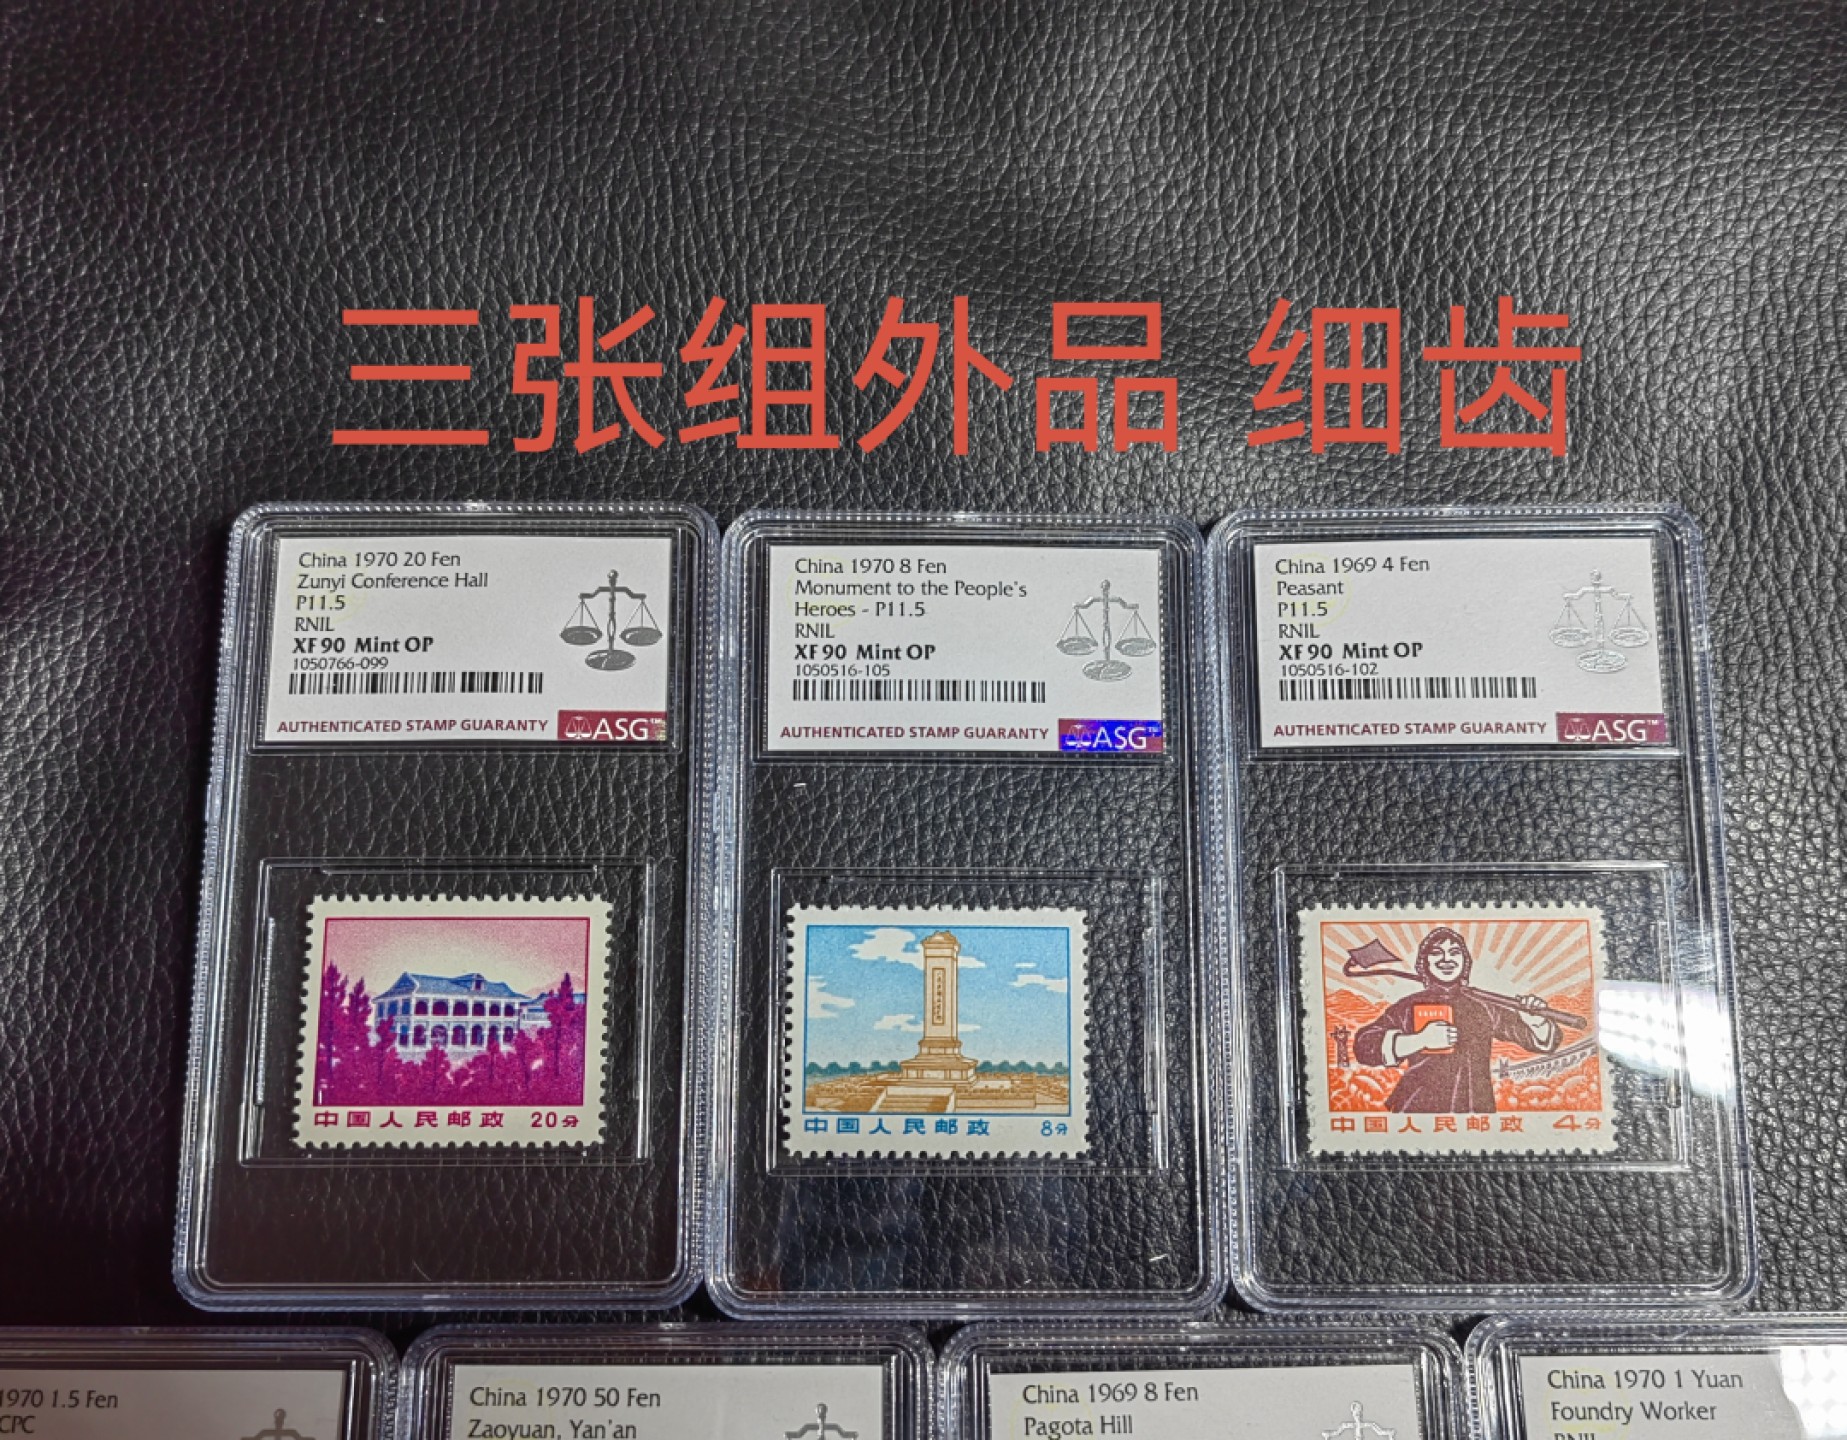 三张组外品 细齿
China 1970 20 Fen
Zunyi Conference Hall
P11.5
RNIL
XF 90 Mint OP
1050766-099
AUTHENTICATED STAMP GUARANTY ASG™
中国人民邮政 20分
China 1970 8 Fen
Monument to the People's
Heroes - P11.5
RNIL
XF 90 Mint OP
1050516-105
AUTHENTICATED STAMP GUARANTY ASG™
中国人民邮政 8分
China 1969 4 Fen
Peasant
P11.5
RNIL
XF 90 Mint OP
1050516-102
AUTHENTICATED STAMP GUARANTY ASG™
中国人民邮政 4分
1970 1.5 Fen
CPC
China 1970 50 Fen
Zaoyuan, Yan'an
China 1969 8 Fen
Pagota Hill
China 1970 1 Yuan
Foundry Worker
RNIL